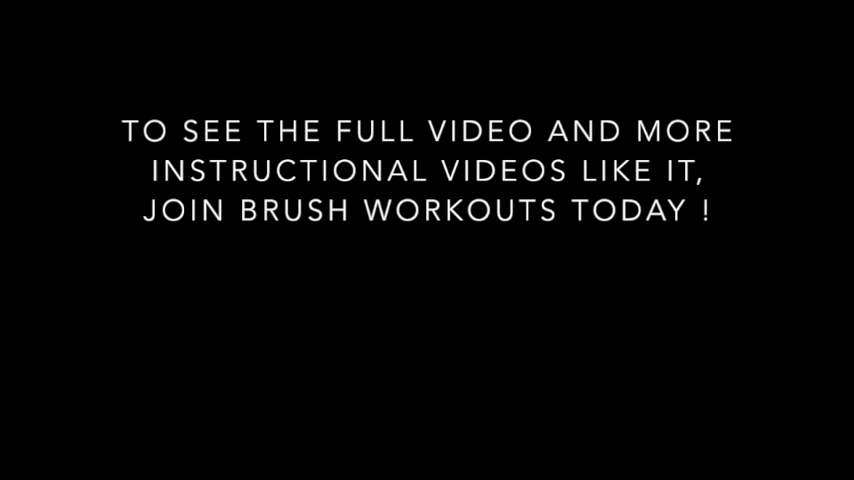 TO SEE THE FULL VIDEO AND MORE
INSTRUCTIONAL VIDEOS LIKE IT,
JOIN BRUSH WORKOUTS TODAY !